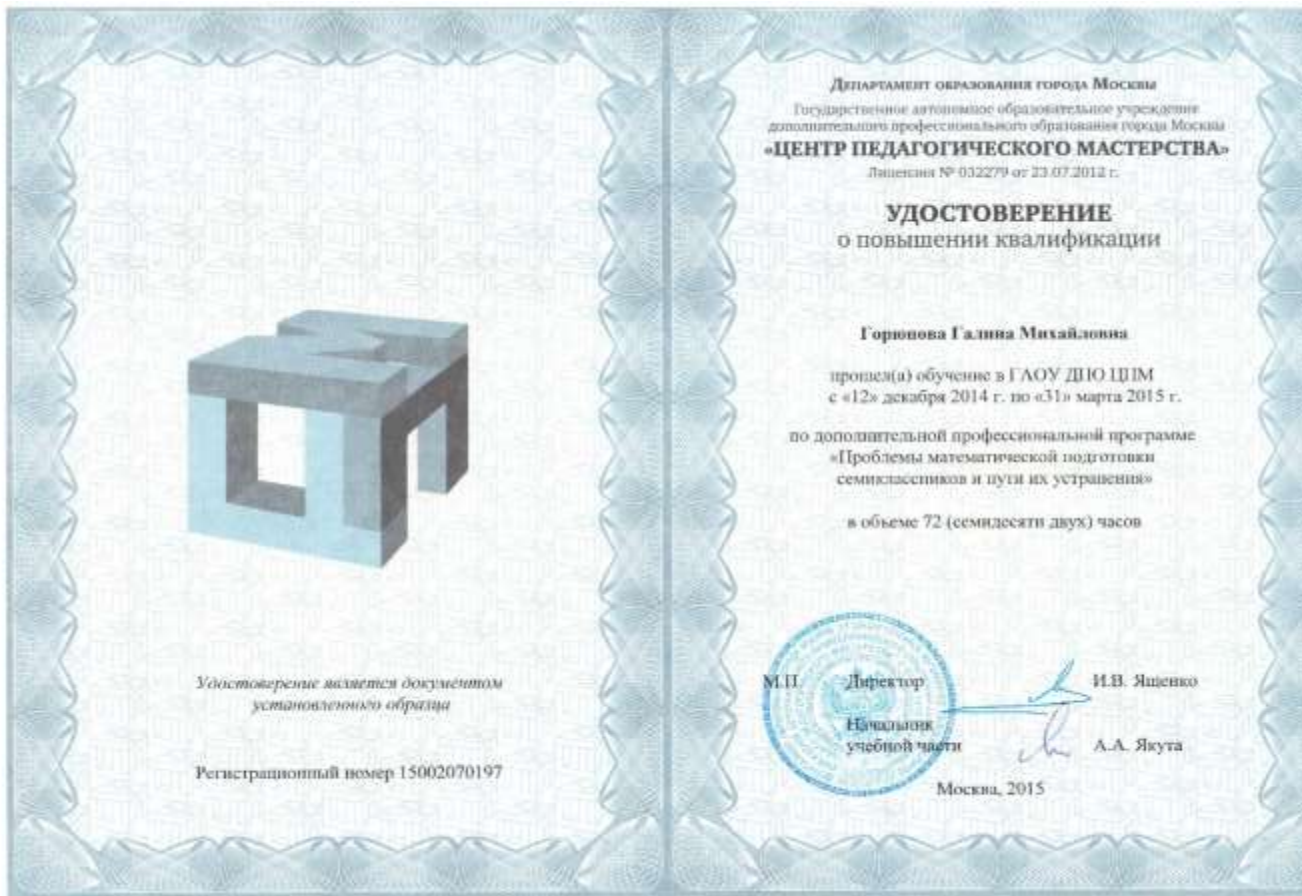 Удостоверение является документом
установленного образца
Регистрационный номер 15002070197
ДЕПАРТАМЕНТ ОБРАЗОВАНИЯ ГОРОДА МОСКВЫ
Государственное автономное образовательное учреждение
дополнительного профессионального образования города Москвы
«ЦЕНТР ПЕДАГОГИЧЕСКОГО МАСТЕРСТВА»
Лицензия № 032279 от 23.07.2012 г.
УДОСТОВЕРЕНИЕ
о повышении квалификации
Галина Михайловна
прошел(а) обучение в ГАОУ ДПО ЦПМ
с «12» декабря 2014 г. по «31» марта 2015 г.
по дополнительной профессиональной программе
«Проблемы математической подготовки
семиклассников и пути их устранения»
в объеме 72 (семидесяти двух) часов
М.П. Директор И.В. Ященко
Начальник
учебной части А.А. Якута
Москва, 2015